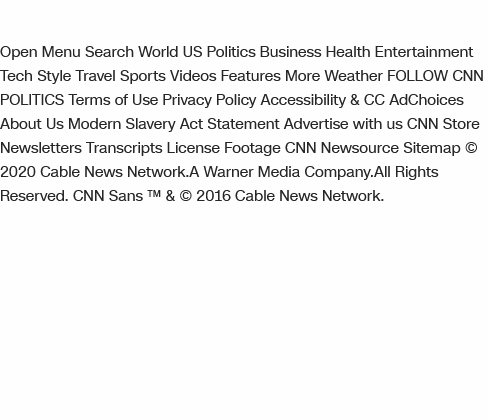 Open Menu Search World US Politics Business Health Entertainment
Tech Style Travel Sports Videos Features More Weather FOLLOW CNN
POLITICS Terms of Use Privacy Policy Accessibility & CC AdChoices
About Us Modern Slavery Act Statement Advertise with us CNN Store
Newsletters Transcripts License Footage CNN Newsource Sitemap ©
2020 Cable News Network.A Warner Media Company.All Rights
Reserved. CNN Sans ™ & © 2016 Cable News Network.